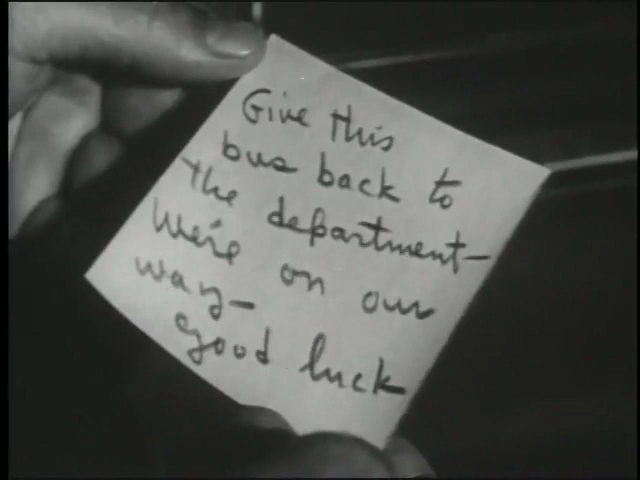 Give this
bus back to
the department—
We're on our
way—
good luck